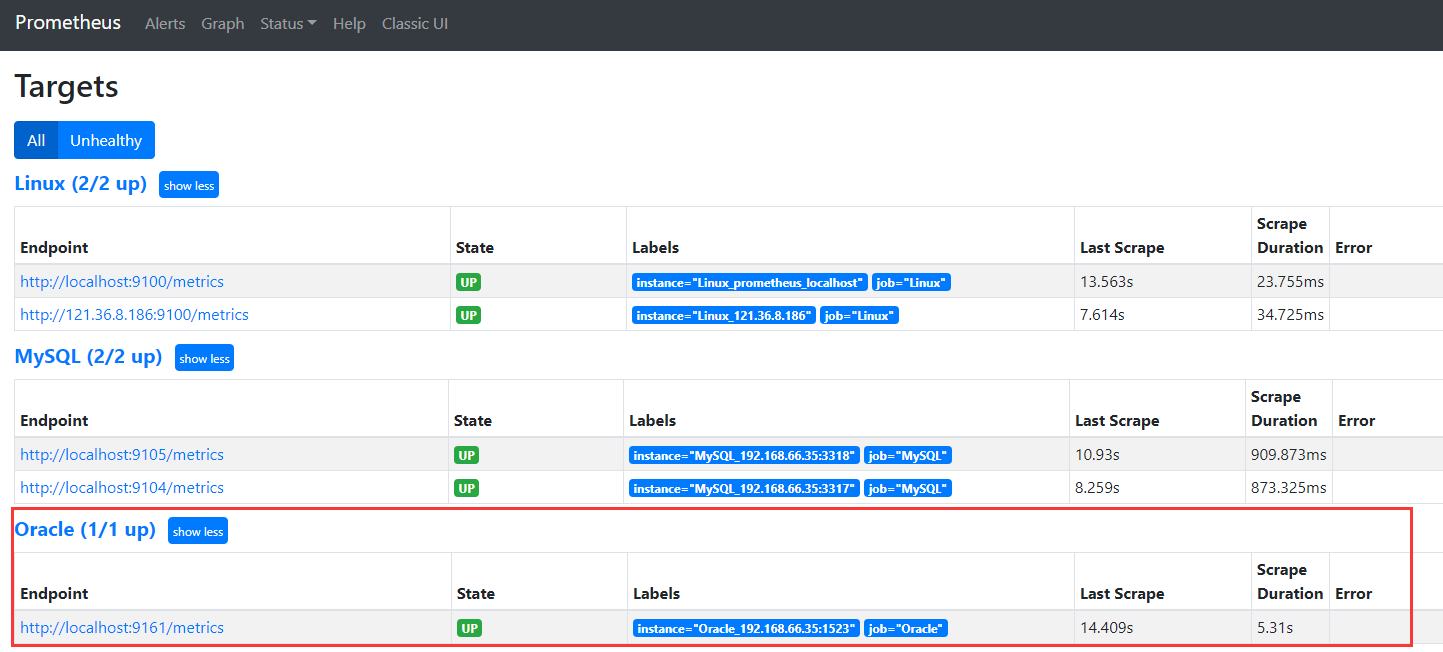 Prometheus Alerts Graph Status Help Classic UI
Targets
All Unhealthy
Linux (2/2 up) show less
Endpoint State Labels Last Scrape Scrape Duration Error
http://localhost:9100/metrics UP instance="Linux_prometheus_localhost" job="Linux" 13.563s 23.755ms
http://121.36.8.186:9100/metrics UP instance="Linux_121.36.8.186" job="Linux" 7.614s 34.725ms
MySQL (2/2 up) show less
Endpoint State Labels Last Scrape Scrape Duration Error
http://localhost:9105/metrics UP instance="MySQL_192.168.66.35:3318" job="MySQL" 10.93s 909.873ms
http://localhost:9104/metrics UP instance="MySQL_192.168.66.35:3317" job="MySQL" 8.259s 873.325ms
Oracle (1/1 up) show less
Endpoint State Labels Last Scrape Scrape Duration Error
http://localhost:9161/metrics UP instance="Oracle_192.168.66.35:1523" job="Oracle" 14.409s 5.31s